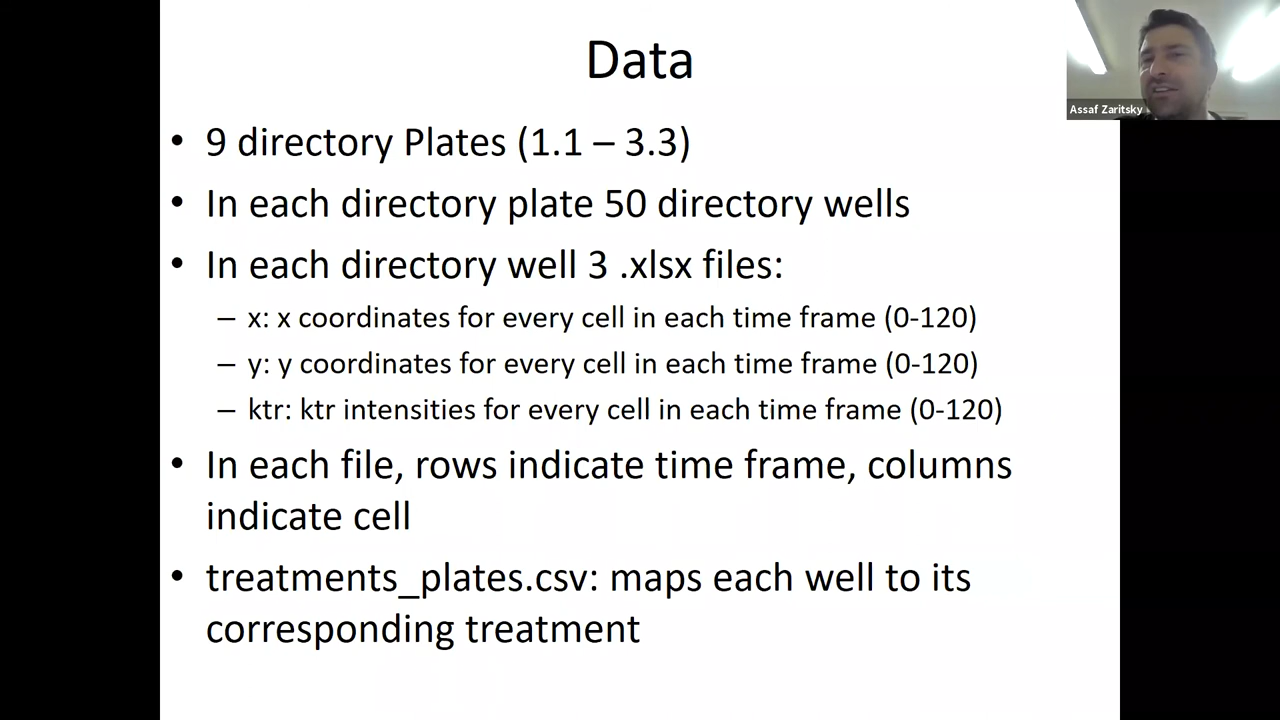 Data
Assaf Zaritsky
• 9 directory Plates (1.1 – 3.3)
• In each directory plate 50 directory wells
• In each directory well 3 .xlsx files:
– x: x coordinates for every cell in each time frame (0-120)
– y: y coordinates for every cell in each time frame (0-120)
– ktr: ktr intensities for every cell in each time frame (0-120)
• In each file, rows indicate time frame, columns
indicate cell
• treatments_plates.csv: maps each well to its
corresponding treatment